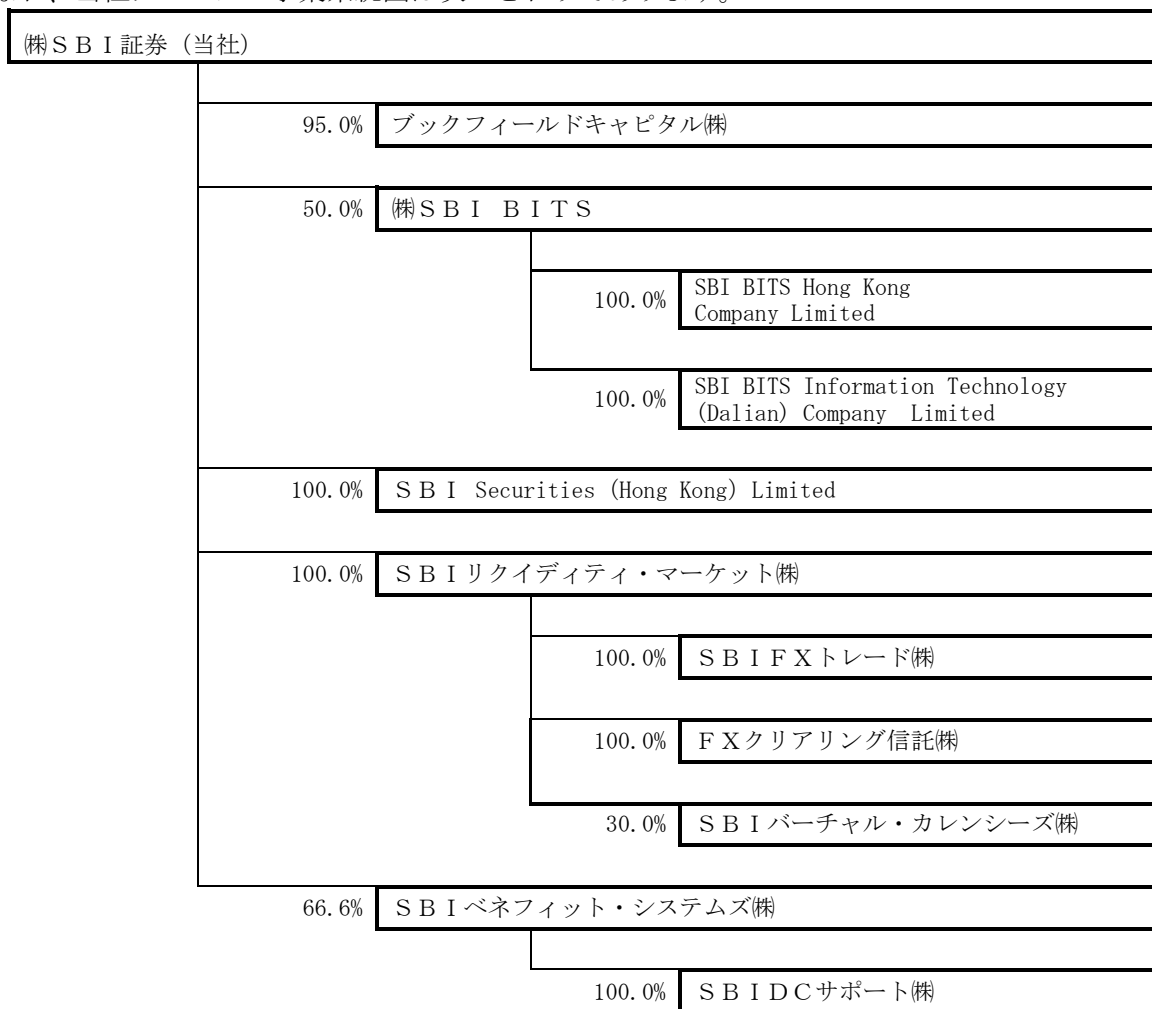 ㈱ＳＢＩ証券（当社）
95.0% ブックフィールドキャピタル㈱
50.0% ㈱ＳＢＩ ＢＩＴＳ
100.0% SBI BITS Hong Kong
Company Limited
100.0% SBI BITS Information Technology
(Dalian) Company Limited
100.0% ＳＢＩ Securities (Hong Kong) Limited
100.0% ＳＢＩリクイディティ・マーケット㈱
100.0% ＳＢＩＦＸトレード㈱
100.0% ＦＸクリアリング信託㈱
30.0% ＳＢＩバーチャル・カレンシーズ㈱
66.6% ＳＢＩベネフィット・システムズ㈱
100.0% ＳＢＩＤＣサポート㈱